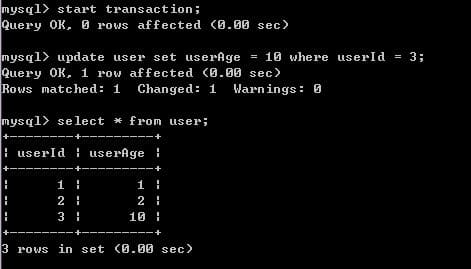 mysql> start transaction;
Query OK, 0 rows affected (0.00 sec)
mysql> update user set userAge = 10 where userId = 3;
Query OK, 1 row affected (0.00 sec)
Rows matched: 1  Changed: 1  Warnings: 0
mysql> select * from user;
+--------+---------+
| userId | userAge |
+--------+---------+
|      1 |       1 |
|      2 |       2 |
|      3 |      10 |
+--------+---------+
3 rows in set (0.00 sec)